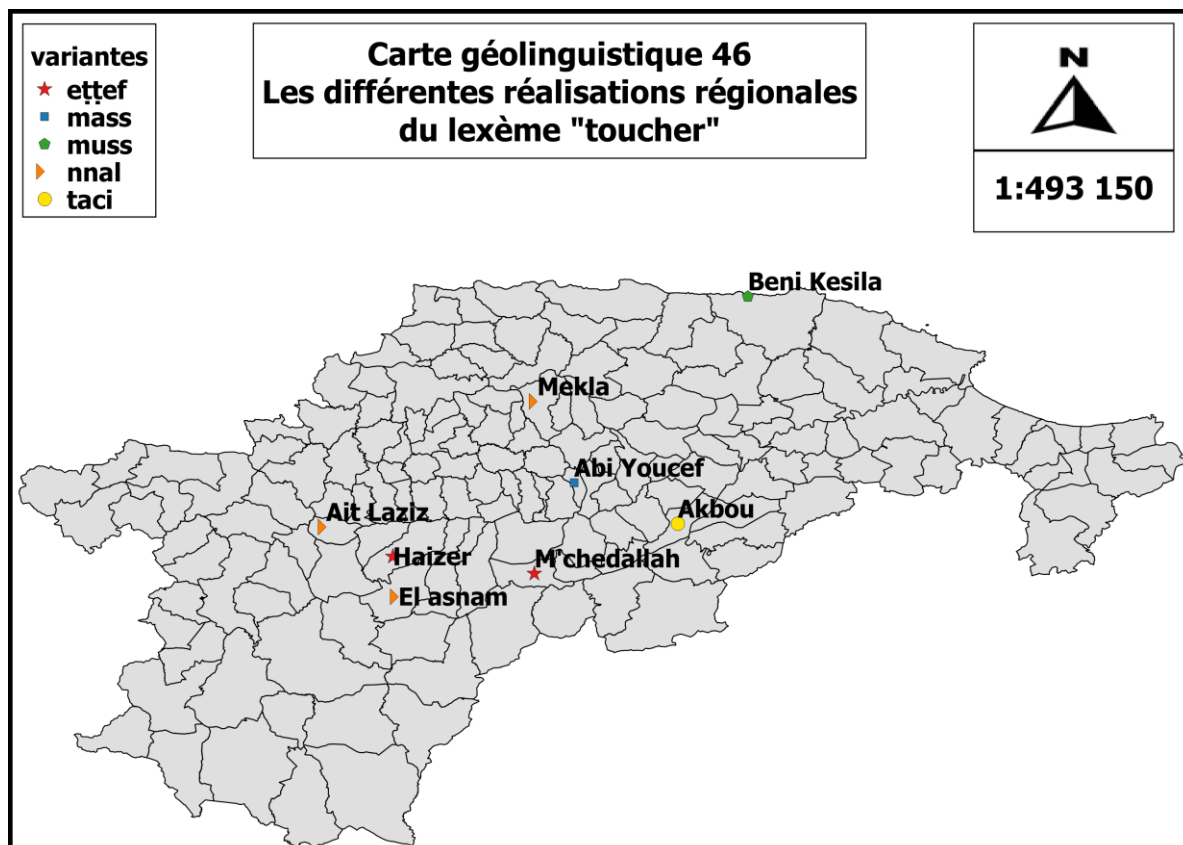 variantes
eṭṭef
mass
muss
nnal
taci
Carte géolinguistique 46
Les différentes réalisations régionales
du lexème "toucher"
N
1:493 150
Beni Kesila
Mekla
Abi Youcef
Ait Laziz
Akbou
Haizer
M'chedallah
El asnam